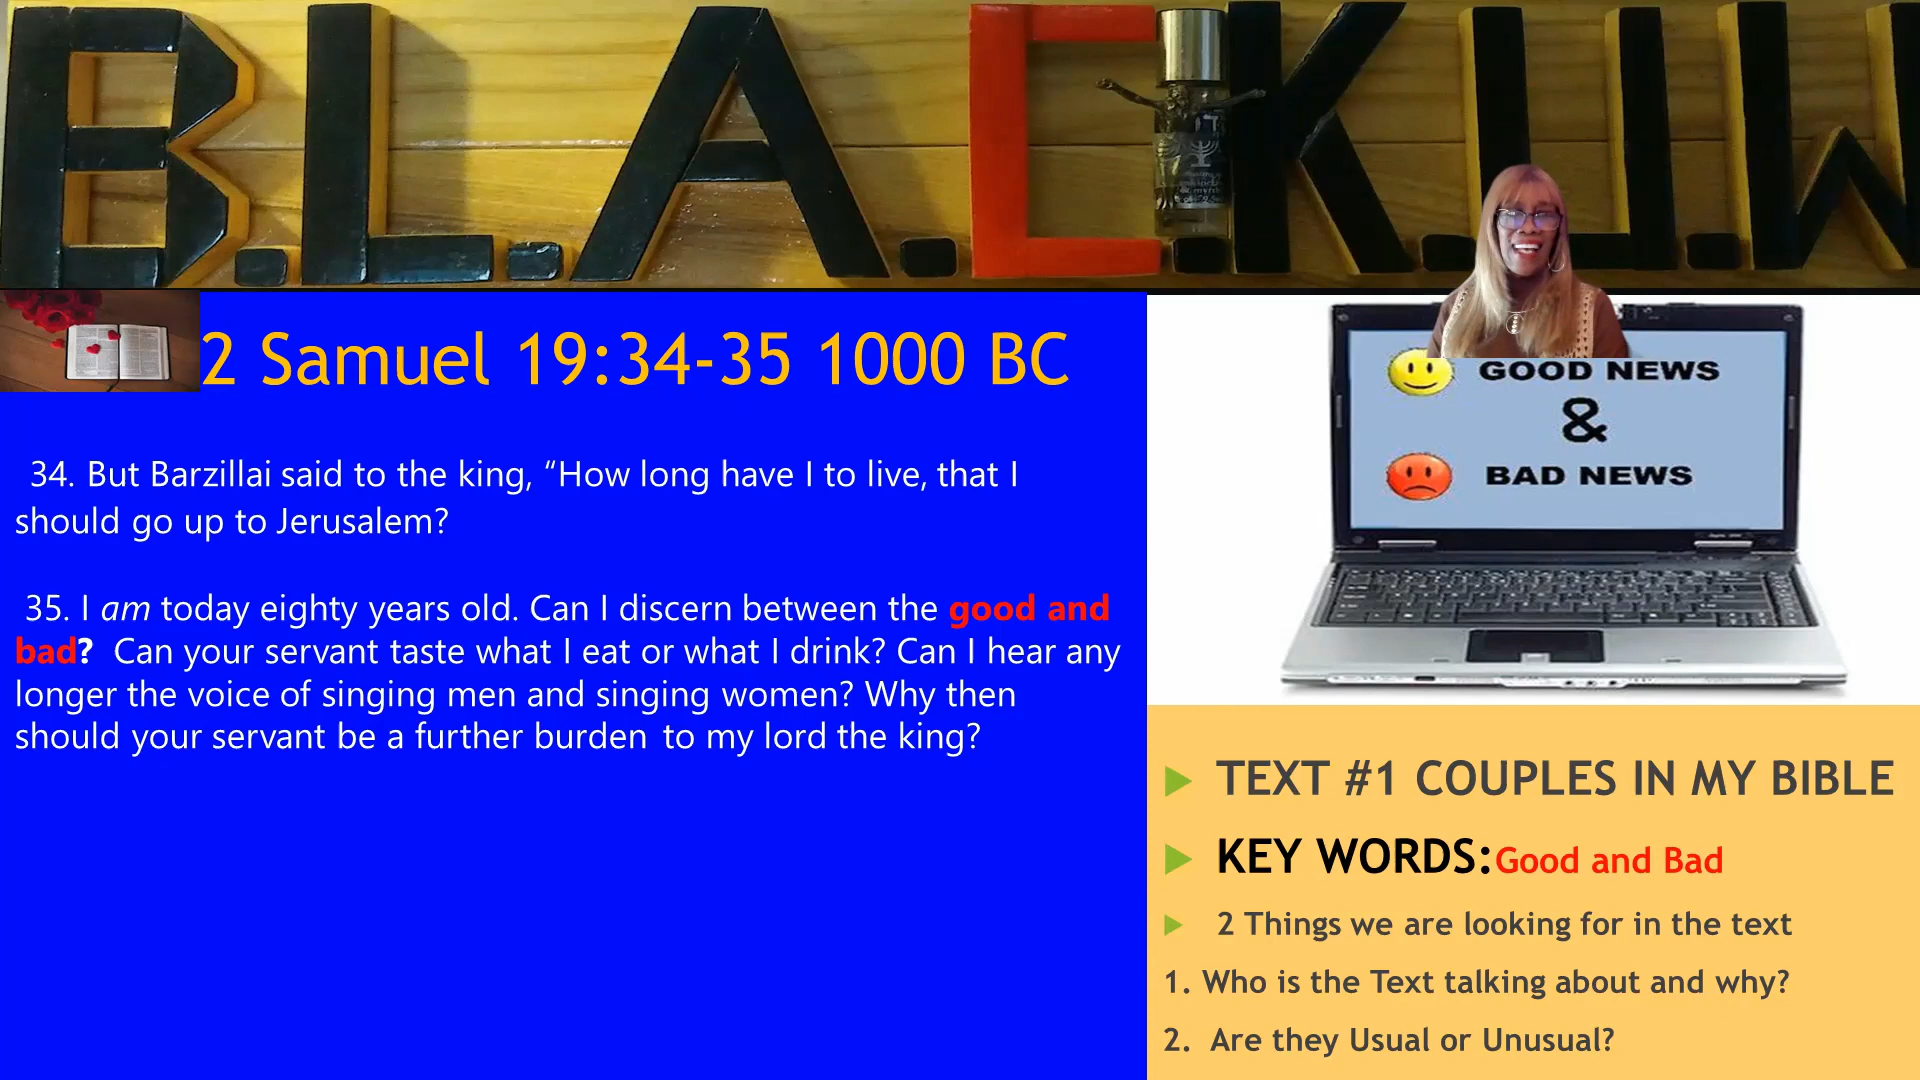 B.L.A.C.K.U.W
2 Samuel 19:34-35 1000 BC
34. But Barzillai said to the king, “How long have I to live, that I
should go up to Jerusalem?
35. I am today eighty years old. Can I discern between the good and
bad? Can your servant taste what I eat or what I drink? Can I hear any
longer the voice of singing men and singing women? Why then
should your servant be a further burden to my lord the king?
GOOD NEWS
&
BAD NEWS
TEXT #1 COUPLES IN MY BIBLE
KEY WORDS:Good and Bad
2 Things we are looking for in the text
1. Who is the Text talking about and why?
2. Are they Usual or Unusual?